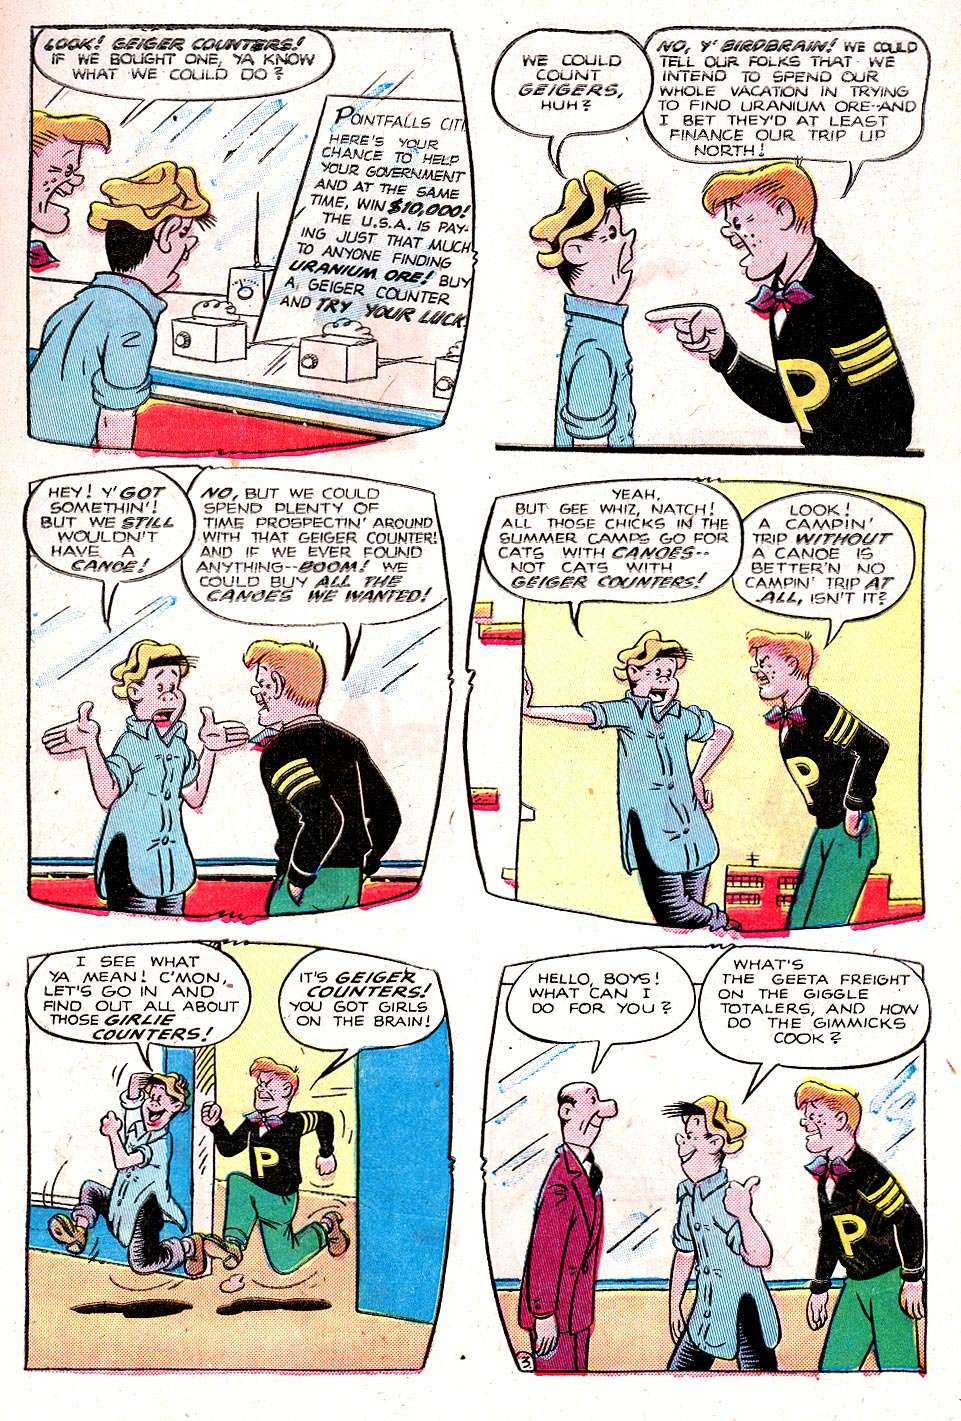 LOOK! GEIGER COUNTERS!
IF WE BOUGHT ONE, YA KNOW
WHAT WE COULD DO?
POINTFALLS CITI
HERE'S YOUR
CHANCE TO HELP
YOUR GOVERNMENT
AND AT THE SAME
TIME, WIN $10,000!
THE U.S.A. IS PAY-
ING JUST THAT MUCH
TO ANYONE FINDING
URANIUM ORE! BUY
A GEIGER COUNTER
AND TRY YOUR LUCK
WE COULD
COUNT
GEIGERS,
HUH?
NO, Y' BIRDBRAIN! WE COULD
TELL OUR FOLKS THAT WE
INTEND TO SPEND OUR
WHOLE VACATION IN TRYING
TO FIND URANIUM ORE--AND
I BET THEY'D AT LEAST
FINANCE OUR TRIP UP
NORTH!
P
HEY! Y'GOT
SOMETHIN'!
BUT WE STILL
WOULDN'T
HAVE A
CANOE!
NO, BUT WE COULD
SPEND PLENTY OF
TIME PROSPECTIN' AROUND
WITH THAT GEIGER COUNTER!
AND IF WE EVER FOUND
ANYTHING--BOOM! WE
COULD BUY ALL THE
CANOES WE WANTED!
YEAH,
BUT GEE WHIZ, NATCH!
ALL THOSE CHICKS IN THE
SUMMER CAMPS GO FOR
CATS WITH CANOES--
NOT CATS WITH
GEIGER COUNTERS!
LOOK!
A CAMPIN'
TRIP WITHOUT
A CANOE IS
BETTER'N NO
CAMPIN' TRIP AT
ALL, ISN'T IT?
P
I SEE WHAT
YA MEAN! C'MON,
LET'S GO IN AND
FIND OUT ALL ABOUT
THOSE GIRLIE
COUNTERS!
IT'S GEIGER
COUNTERS!
YOU GOT GIRLS
ON THE BRAIN!
P
HELLO, BOYS!
WHAT CAN I
DO FOR YOU?
WHAT'S
THE GEETA FREIGHT
ON THE GIGGLE
TOTALERS, AND HOW
DO THE GIMMICKS
COOK?
P
3